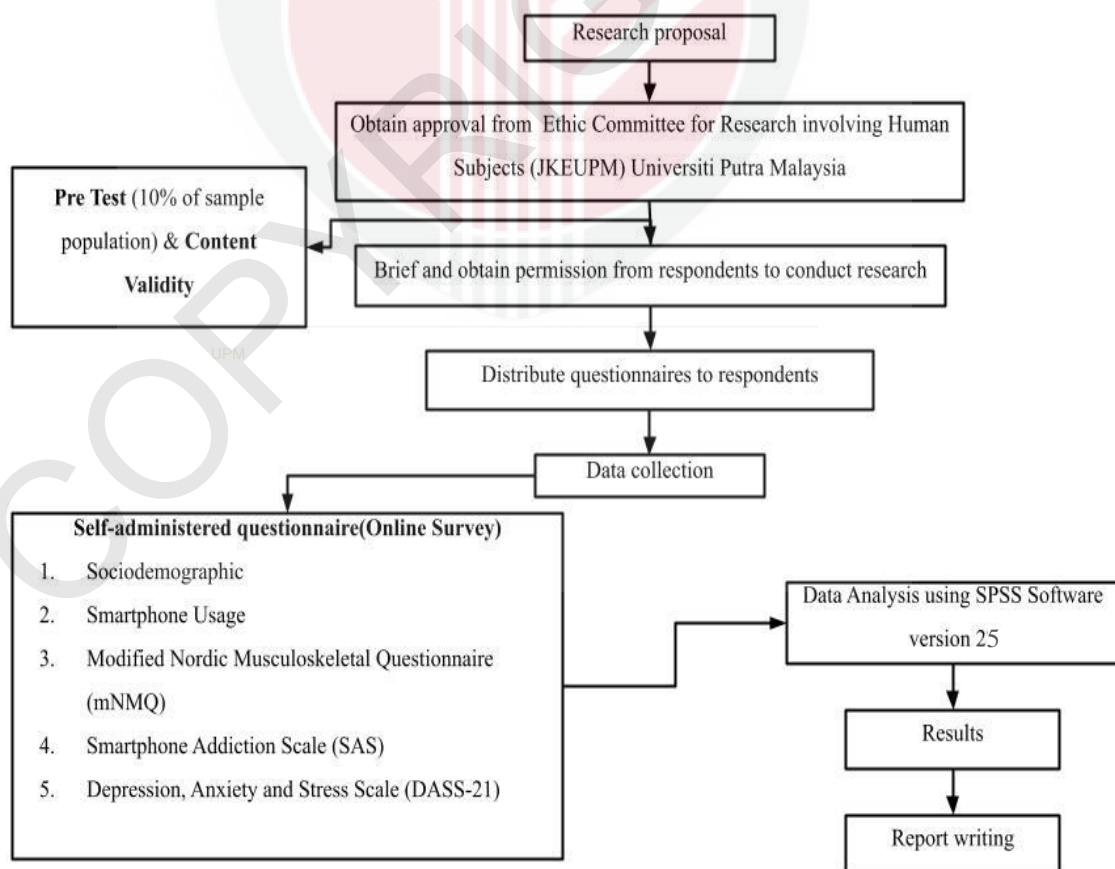 Research proposal
Obtain approval from Ethic Committee for Research involving Human
Subjects (JKEUPM) Universiti Putra Malaysia
Pre Test (10% of sample
population) & Content
Validity
Brief and obtain permission from respondents to conduct research
UPM
Distribute questionnaires to respondents
Data collection
Self-administered questionnaire(Online Survey)
1. Sociodemographic
2. Smartphone Usage
3. Modified Nordic Musculoskeletal Questionnaire
(mNMQ)
4. Smartphone Addiction Scale (SAS)
5. Depression, Anxiety and Stress Scale (DASS-21)
Data Analysis using SPSS Software
version 25
Results
Report writing
COPYRIG